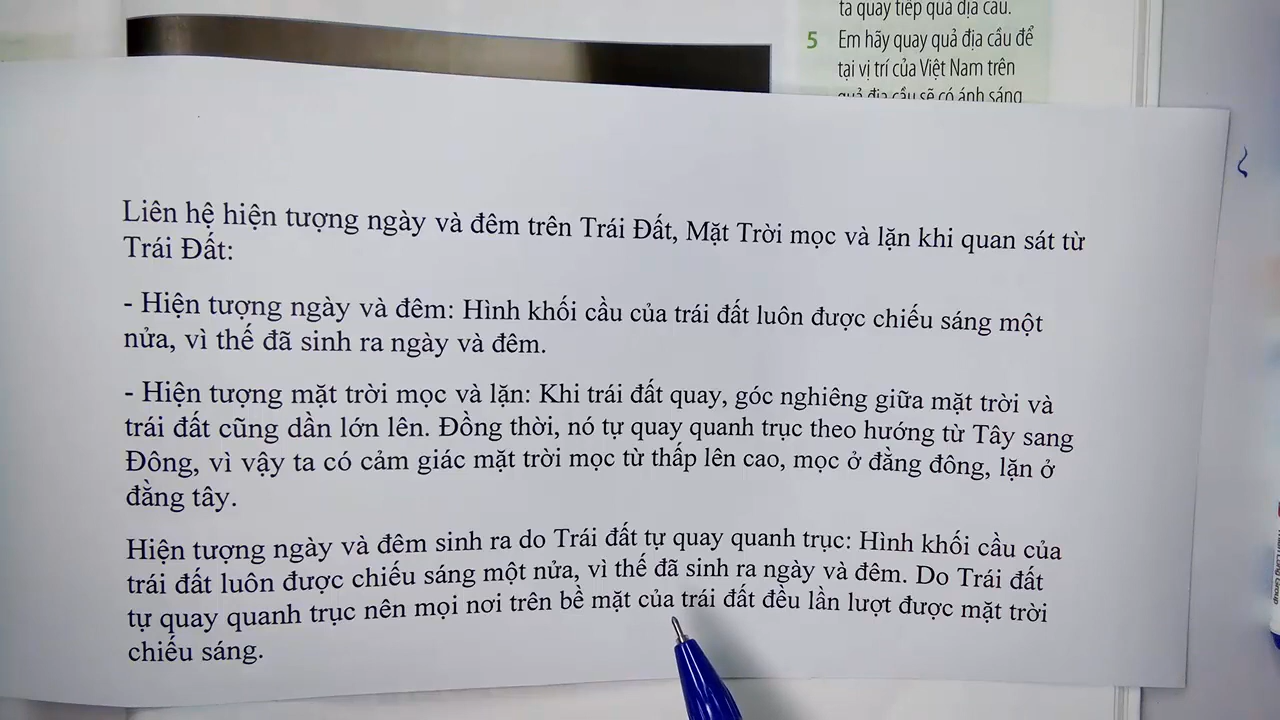 ta quay tiếp quả địa cầu.
5 Em hãy quay quả địa cầu để
tại vị trí của Việt Nam trên
quả địa cầu sẽ có ánh sáng
Liên hệ hiện tượng ngày và đêm trên Trái Đất, Mặt Trời mọc và lặn khi quan sát từ
Trái Đất:
- Hiện tượng ngày và đêm: Hình khối cầu của trái đất luôn được chiếu sáng một
nửa, vì thế đã sinh ra ngày và đêm.
- Hiện tượng mặt trời mọc và lặn: Khi trái đất quay, góc nghiêng giữa mặt trời và
trái đất cũng dần lớn lên. Đồng thời, nó tự quay quanh trục theo hướng từ Tây sang
Đông, vì vậy ta có cảm giác mặt trời mọc từ thấp lên cao, mọc ở đằng đông, lặn ở
đằng tây.
Hiện tượng ngày và đêm sinh ra do Trái đất tự quay quanh trục: Hình khối cầu của
trái đất luôn được chiếu sáng một nửa, vì thế đã sinh ra ngày và đêm. Do Trái đất
tự quay quanh trục nên mọi nơi trên bề mặt của trái đất đều lần lượt được mặt trời
chiếu sáng.